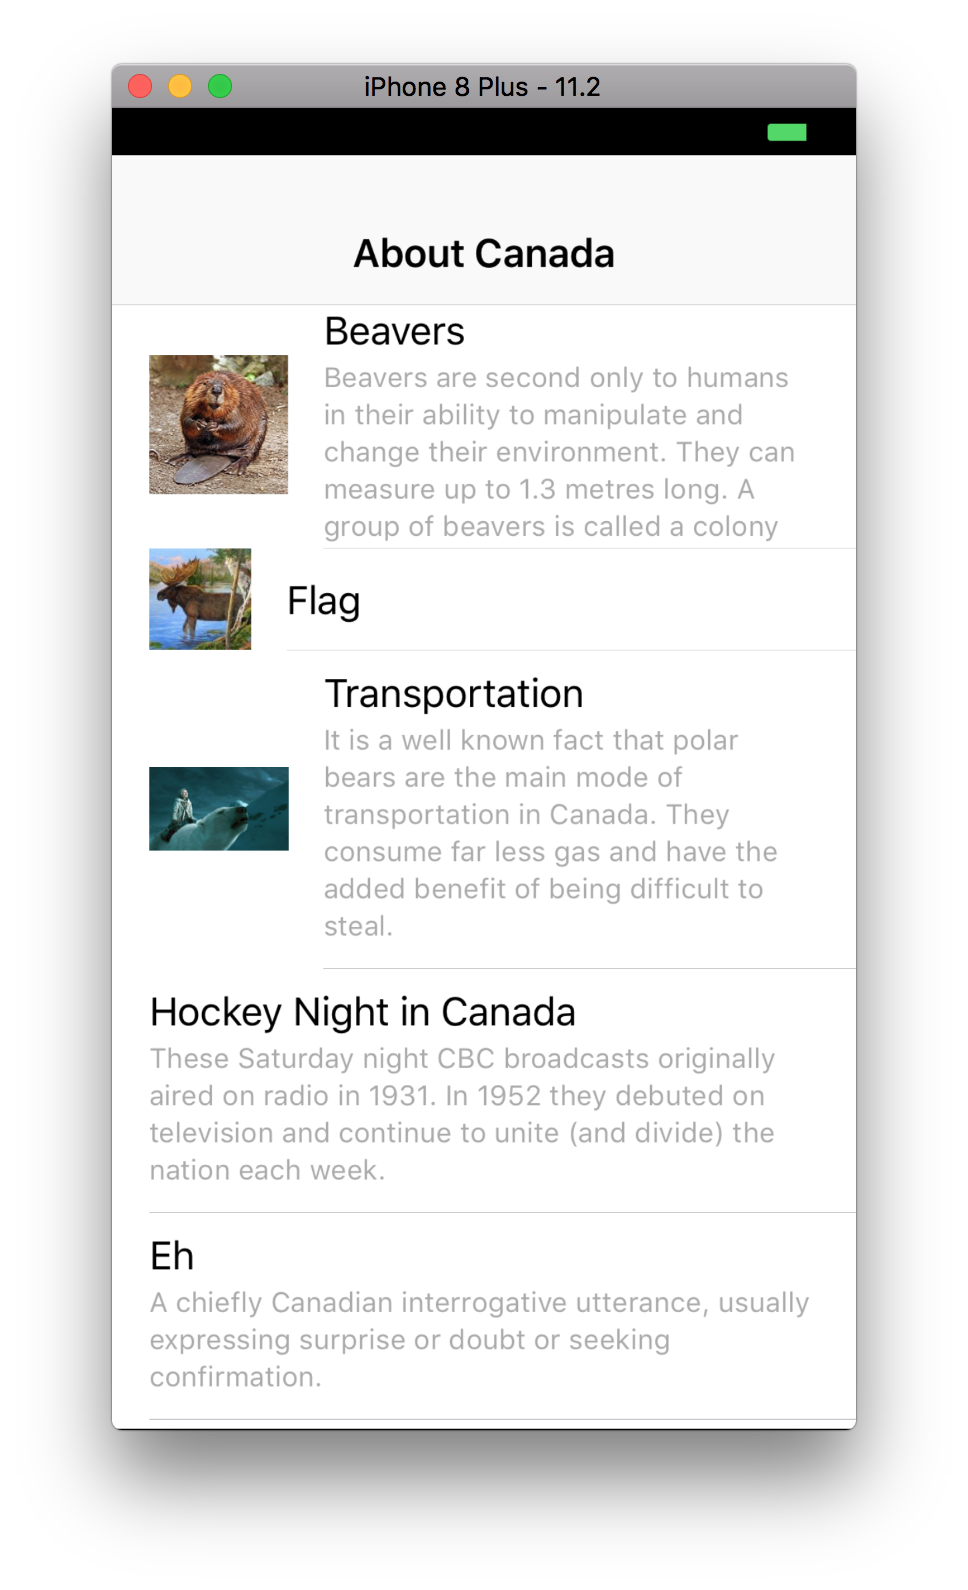 iPhone 8 Plus - 11.2
About Canada
Beavers
Beavers are second only to humans
in their ability to manipulate and
change their environment. They can
measure up to 1.3 metres long. A
group of beavers is called a colony
Flag
Transportation
It is a well known fact that polar
bears are the main mode of
transportation in Canada. They
consume far less gas and have the
added benefit of being difficult to
steal.
Hockey Night in Canada
These Saturday night CBC broadcasts originally
aired on radio in 1931. In 1952 they debuted on
television and continue to unite (and divide) the
nation each week.
Eh
A chiefly Canadian interrogative utterance, usually
expressing surprise or doubt or seeking
confirmation.